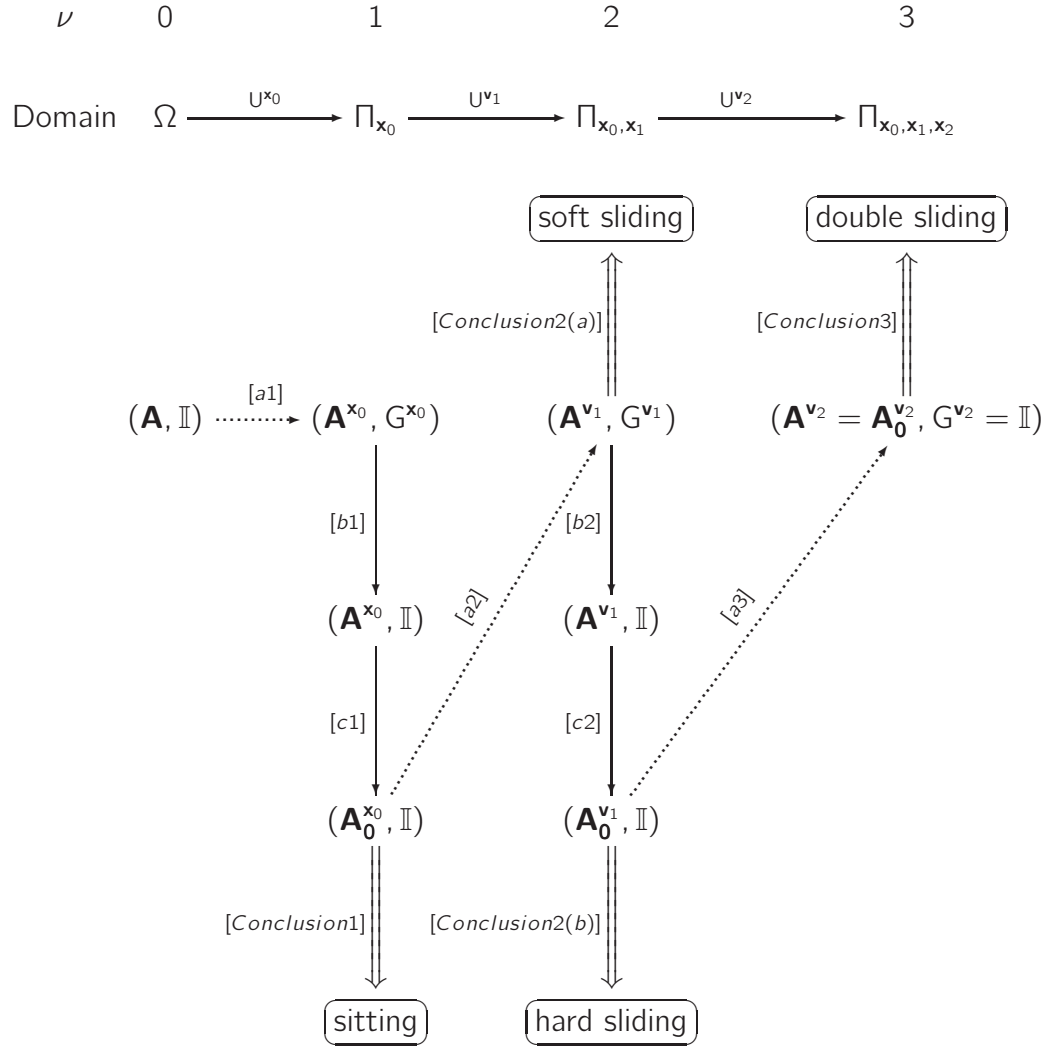 ν 0 1 2 3
U^{x_0} U^{v_1} U^{v_2}
Domain Ω Π_{x_0} Π_{x_0,x_1} Π_{x_0,x_1,x_2}
soft sliding double sliding
[Conclusion2(a)] [Conclusion3]
[a1]
(A, 𝕀) (A^{x_0}, G^{x_0}) (A^{v_1}, G^{v_1}) (A^{v_2} = A_0^{v_2}, G^{v_2} = 𝕀)
[b1] [b2]
[a2] [a3]
(A^{x_0}, 𝕀) (A^{v_1}, 𝕀)
[c1] [c2]
(A_0^{x_0}, 𝕀) (A_0^{v_1}, 𝕀)
[Conclusion1] [Conclusion2(b)]
sitting hard sliding